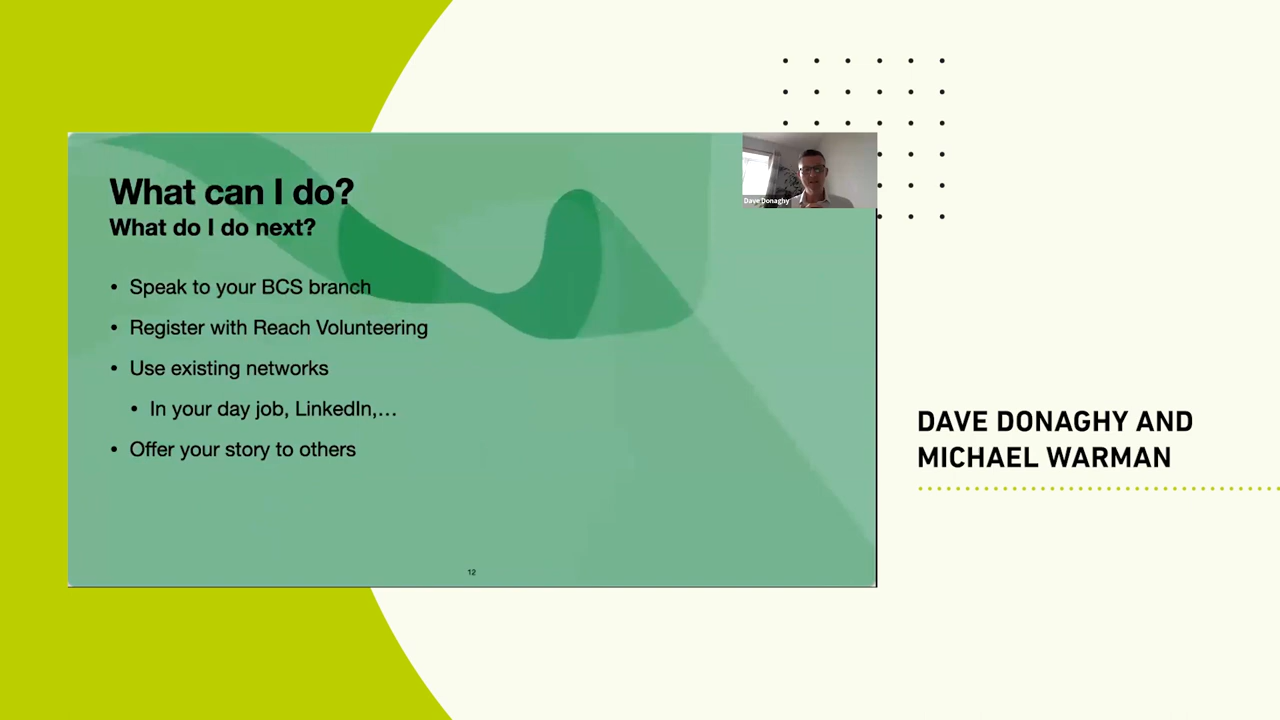 What can I do?
What do I do next?
• Speak to your BCS branch
• Register with Reach Volunteering
• Use existing networks
• In your day job, LinkedIn,…
• Offer your story to others
12
Dave Donaghy
DAVE DONAGHY AND
MICHAEL WARMAN